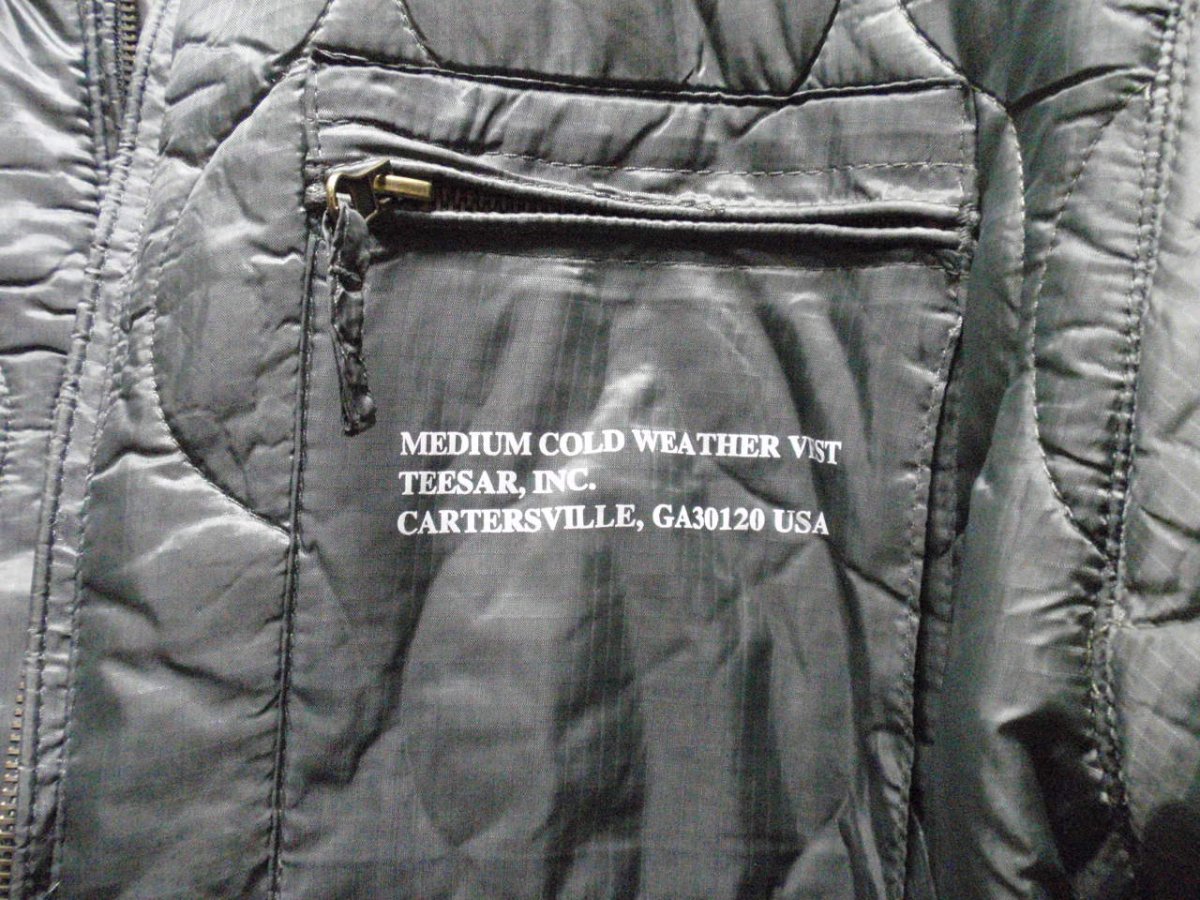 MEDIUM COLD WEATHER VEST
TEESAR, INC.
CARTERSVILLE, GA30120 USA